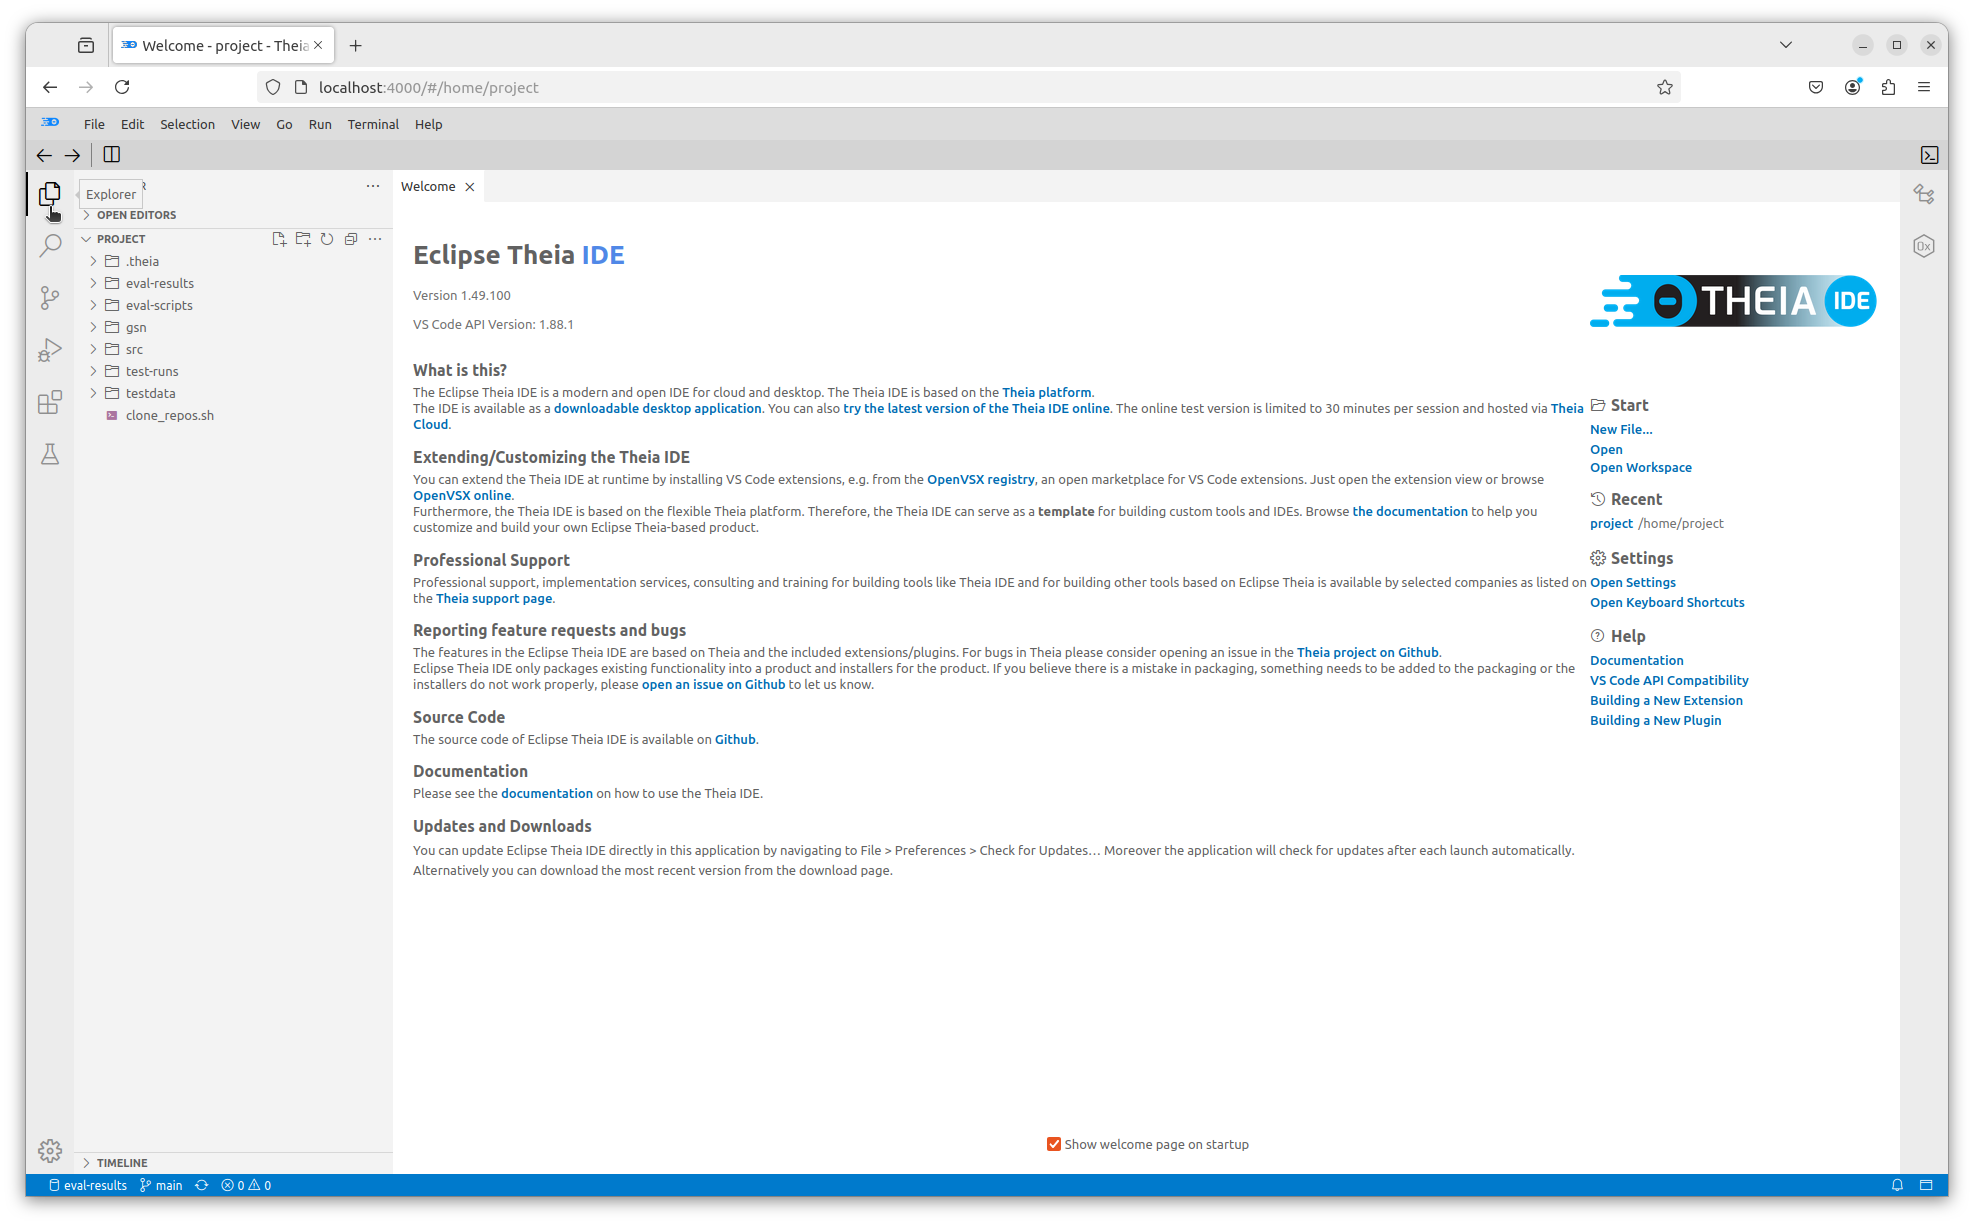 Welcome - project - Theia
localhost:4000/#/home/project
File Edit Selection View Go Run Terminal Help
Explorer
OPEN EDITORS
PROJECT
.theia
eval-results
eval-scripts
gsn
src
test-runs
testdata
clone_repos.sh
TIMELINE
Welcome
Eclipse Theia IDE
Version 1.49.100
VS Code API Version: 1.88.1
What is this?
The Eclipse Theia IDE is a modern and open IDE for cloud and desktop. The Theia IDE is based on the Theia platform.
The IDE is available as a downloadable desktop application. You can also try the latest version of the Theia IDE online. The online test version is limited to 30 minutes per session and hosted via Theia
Cloud.
Extending/Customizing the Theia IDE
You can extend the Theia IDE at runtime by installing VS Code extensions, e.g. from the OpenVSX registry, an open marketplace for VS Code extensions. Just open the extension view or browse
OpenVSX online.
Furthermore, the Theia IDE is based on the flexible Theia platform. Therefore, the Theia IDE can serve as a template for building custom tools and IDEs. Browse the documentation to help you
customize and build your own Eclipse Theia-based product.
Professional Support
Professional support, implementation services, consulting and training for building tools like Theia IDE and for building other tools based on Eclipse Theia is available by selected companies as listed on
the Theia support page.
Reporting feature requests and bugs
The features in the Eclipse Theia IDE are based on Theia and the included extensions/plugins. For bugs in Theia please consider opening an issue in the Theia project on Github.
Eclipse Theia IDE only packages existing functionality into a product and installers for the product. If you believe there is a mistake in packaging, something needs to be added to the packaging or the
installers do not work properly, please open an issue on Github to let us know.
Source Code
The source code of Eclipse Theia IDE is available on Github.
Documentation
Please see the documentation on how to use the Theia IDE.
Updates and Downloads
You can update Eclipse Theia IDE directly in this application by navigating to File > Preferences > Check for Updates… Moreover the application will check for updates after each launch automatically.
Alternatively you can download the most recent version from the download page.
THEIA IDE
Start
New File...
Open
Open Workspace
Recent
project /home/project
Settings
Open Settings
Open Keyboard Shortcuts
Help
Documentation
VS Code API Compatibility
Building a New Extension
Building a New Plugin
0x
Show welcome page on startup
eval-results main 0 0